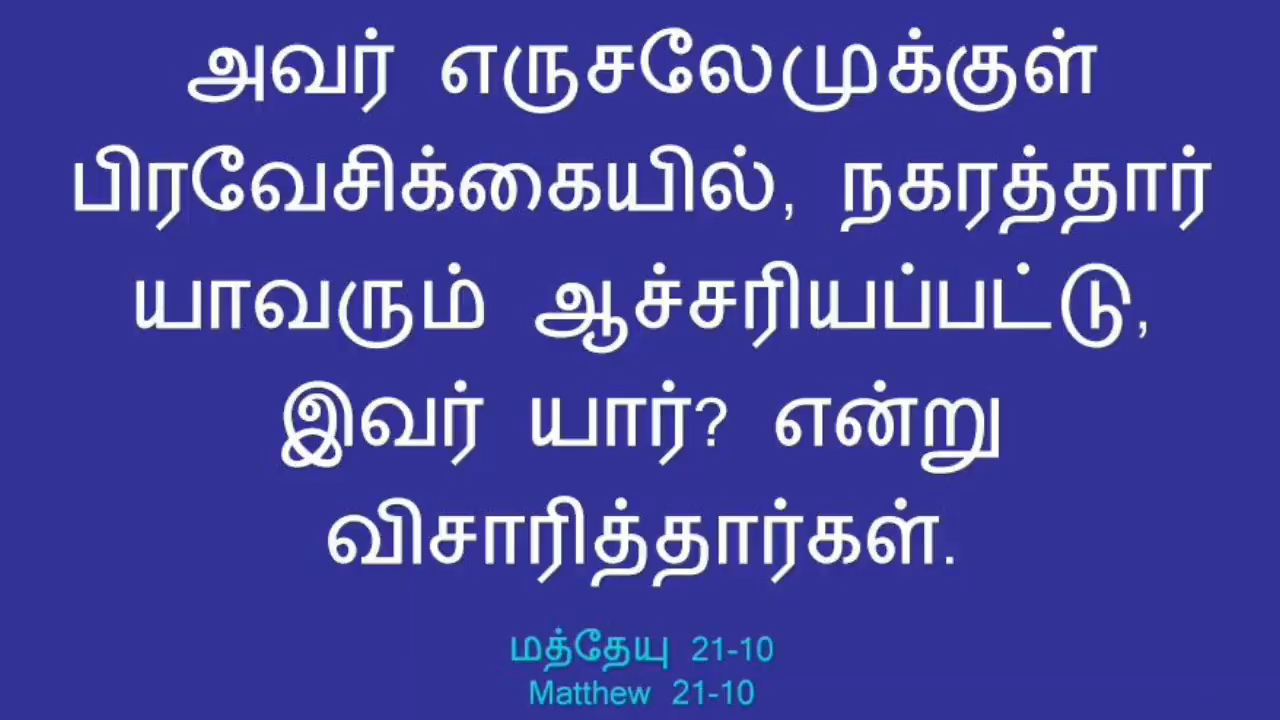 அவர் எருசலேமுக்குள்
பிரவேசிக்கையில், நகரத்தார்
யாவரும் ஆச்சரியப்பட்டு,
இவர் யார்? என்று
விசாரித்தார்கள்.
மத்தேயு 21-10
Matthew 21-10